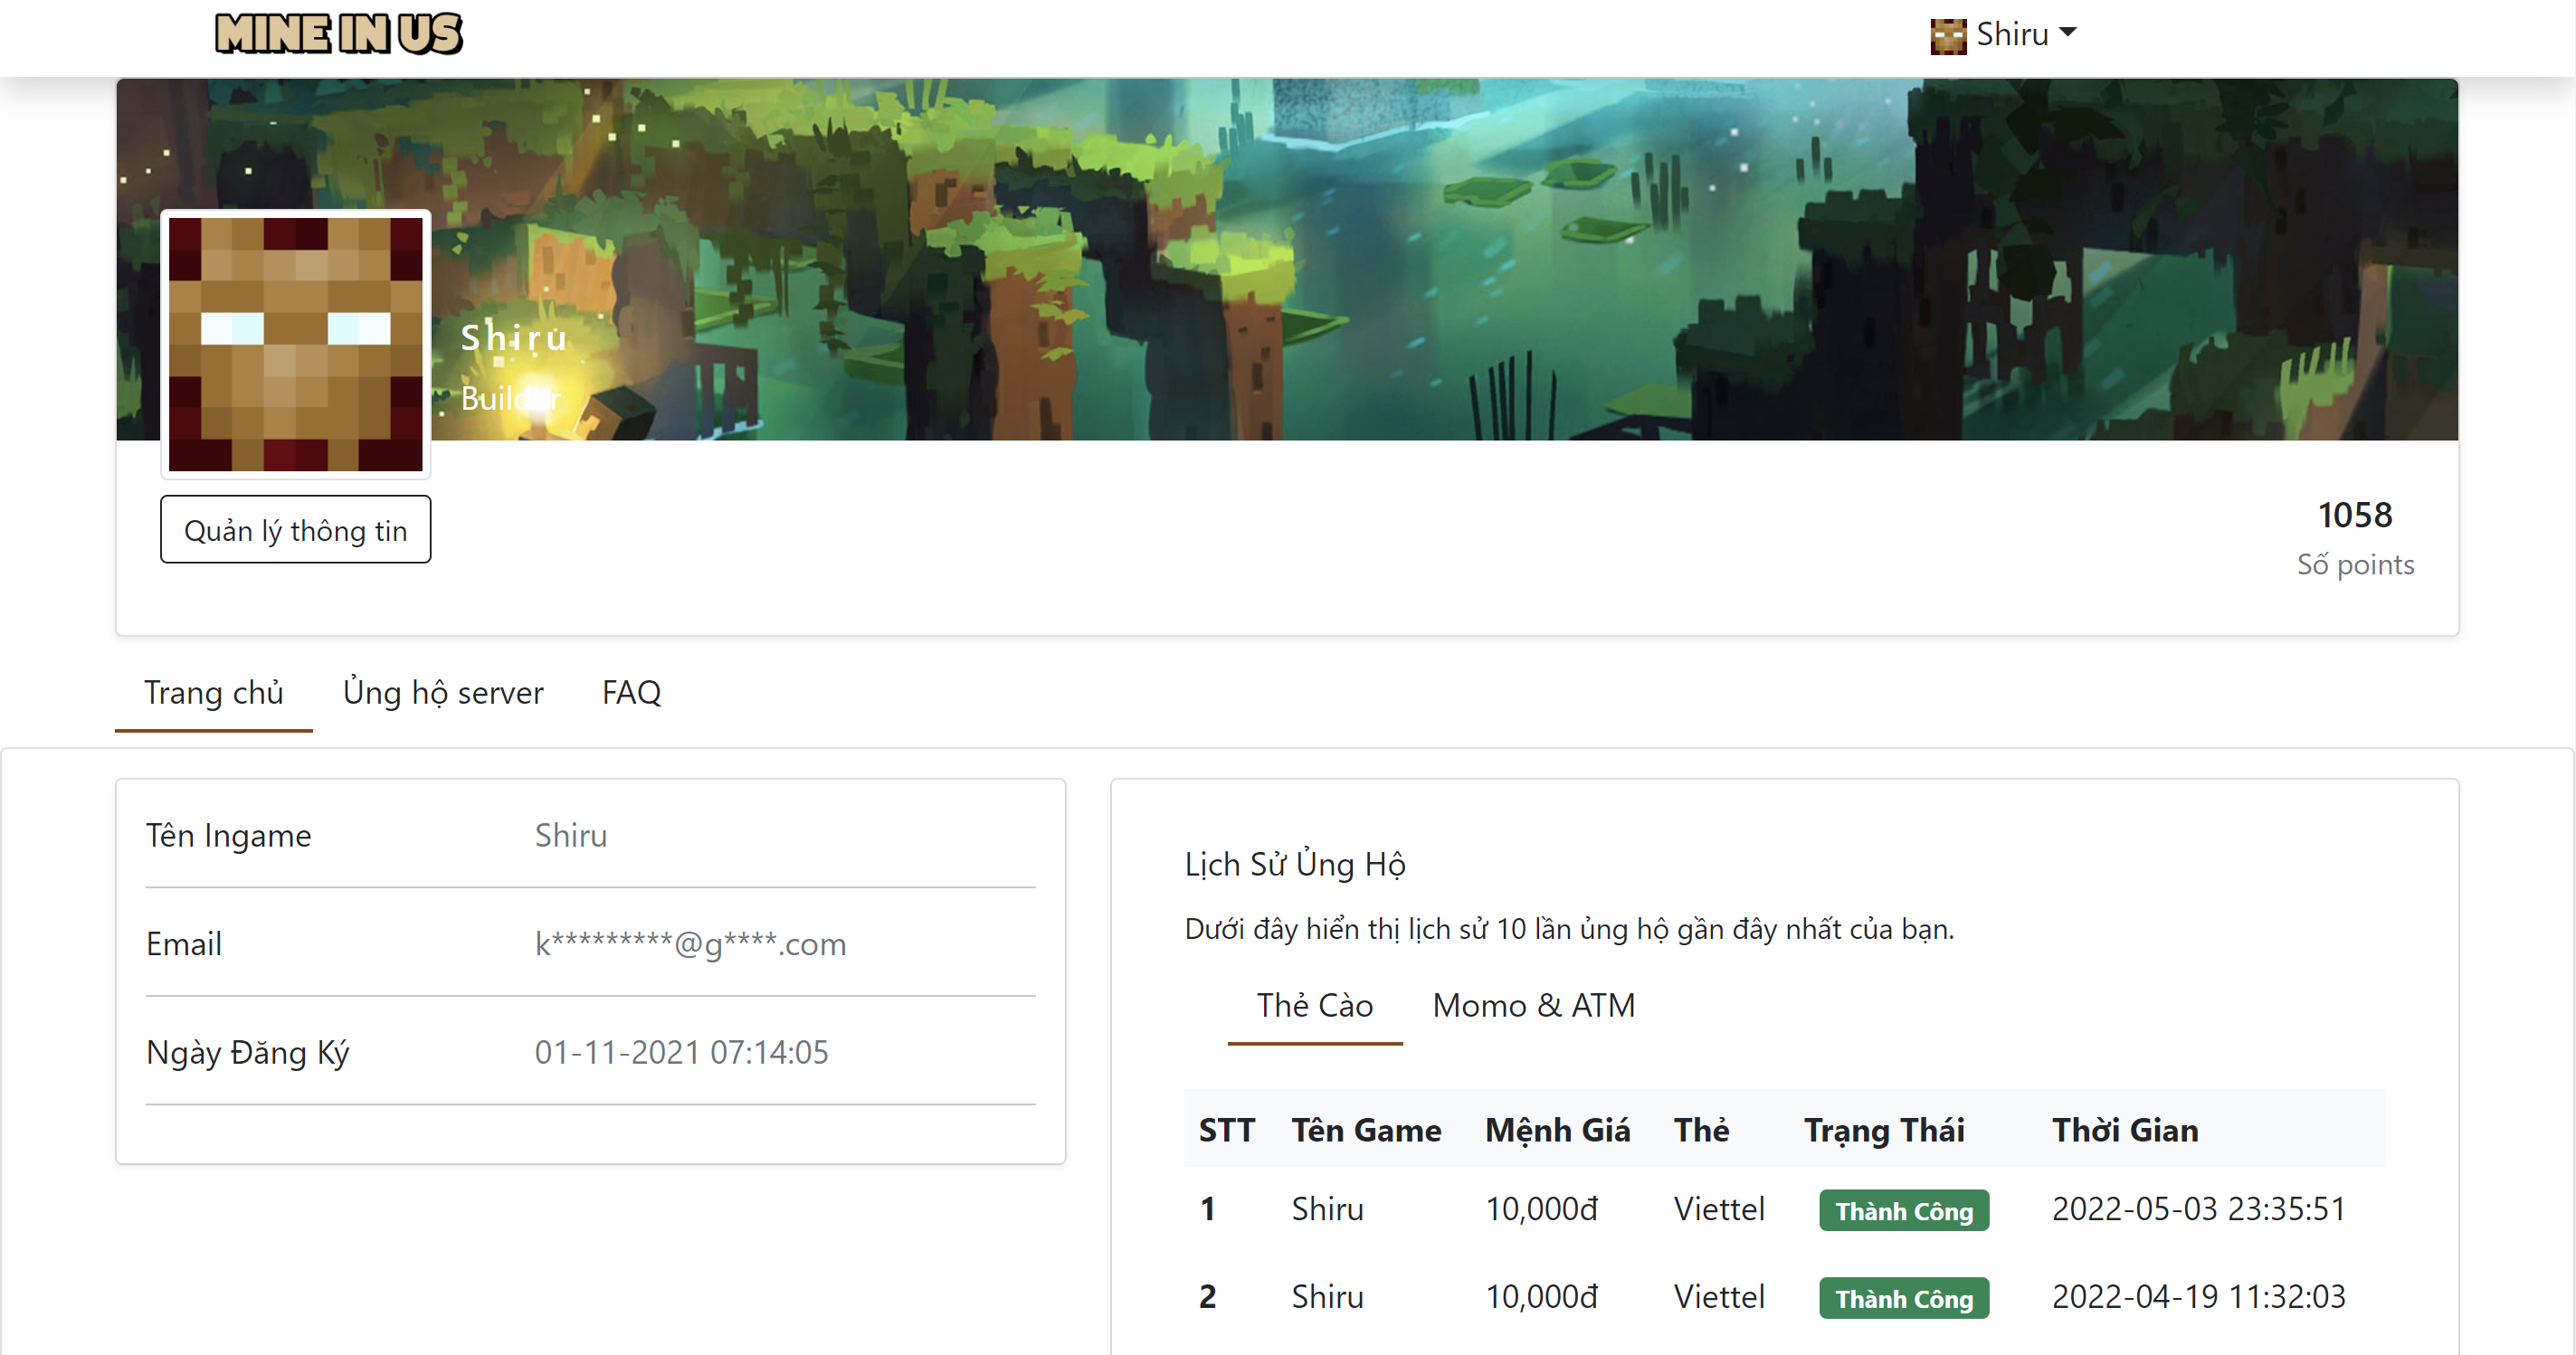 MINE IN US
Shiru
Shiru
Builder
Quản lý thông tin
1058
Số points
Trang chủ Ủng hộ server FAQ
Tên Ingame Shiru
Email k*********@g****.com
Ngày Đăng Ký 01-11-2021 07:14:05
Lịch Sử Ủng Hộ
Dưới đây hiển thị lịch sử 10 lần ủng hộ gần đây nhất của bạn.
Thẻ Cào Momo & ATM
STT Tên Game Mệnh Giá Thẻ Trạng Thái Thời Gian
1 Shiru 10,000đ Viettel Thành Công 2022-05-03 23:35:51
2 Shiru 10,000đ Viettel Thành Công 2022-04-19 11:32:03